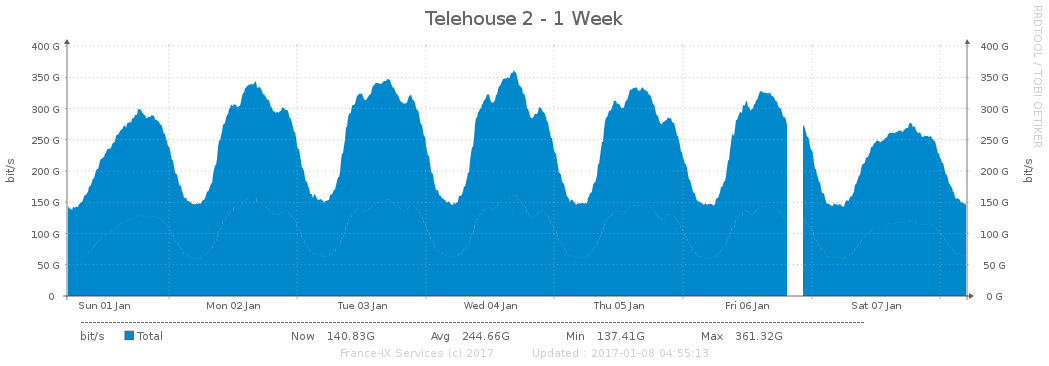 Telehouse 2 - 1 Week
RRDTOOL / TOBI OETIKER
400 G 400 G
350 G 350 G
300 G 300 G
250 G 250 G
200 G 200 G
150 G 150 G
100 G 100 G
50 G 50 G
0 0 G
bit/s bit/s
Sun 01 Jan Mon 02 Jan Tue 03 Jan Wed 04 Jan Thu 05 Jan Fri 06 Jan Sat 07 Jan
bit/s Total Now 140.83G Avg 244.66G Min 137.41G Max 361.32G
France-IX Services (c) 2017 Updated : 2017-01-08 04:55:13